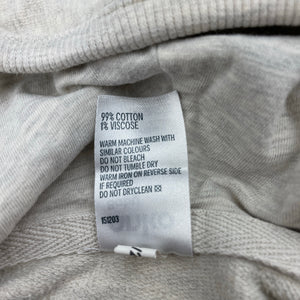 99% COTTON
1% VISCOSE
WARM MACHINE WASH WITH
SIMILAR COLOURS
DO NOT BLEACH
DO NOT TUMBLE DRY
WARM IRON ON REVERSE SIDE
IF REQUIRED
DO NOT DRYCLEAN
151203